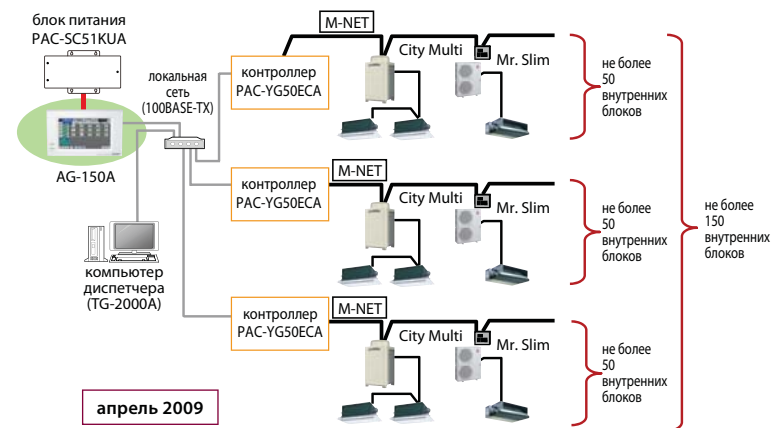 блок питания
PAC-SC51KUA
AG-150A
локальная
сеть
(100BASE-TX)
компьютер
диспетчера
(TG-2000A)
контроллер
PAC-YG50ECA
M-NET
City Multi
Mr. Slim
не более
50
внутренних
блоков
контроллер
PAC-YG50ECA
M-NET
City Multi
Mr. Slim
не более
50
внутренних
блоков
контроллер
PAC-YG50ECA
M-NET
City Multi
Mr. Slim
не более
50
внутренних
блоков
не более
150
внутренних
блоков
апрель 2009